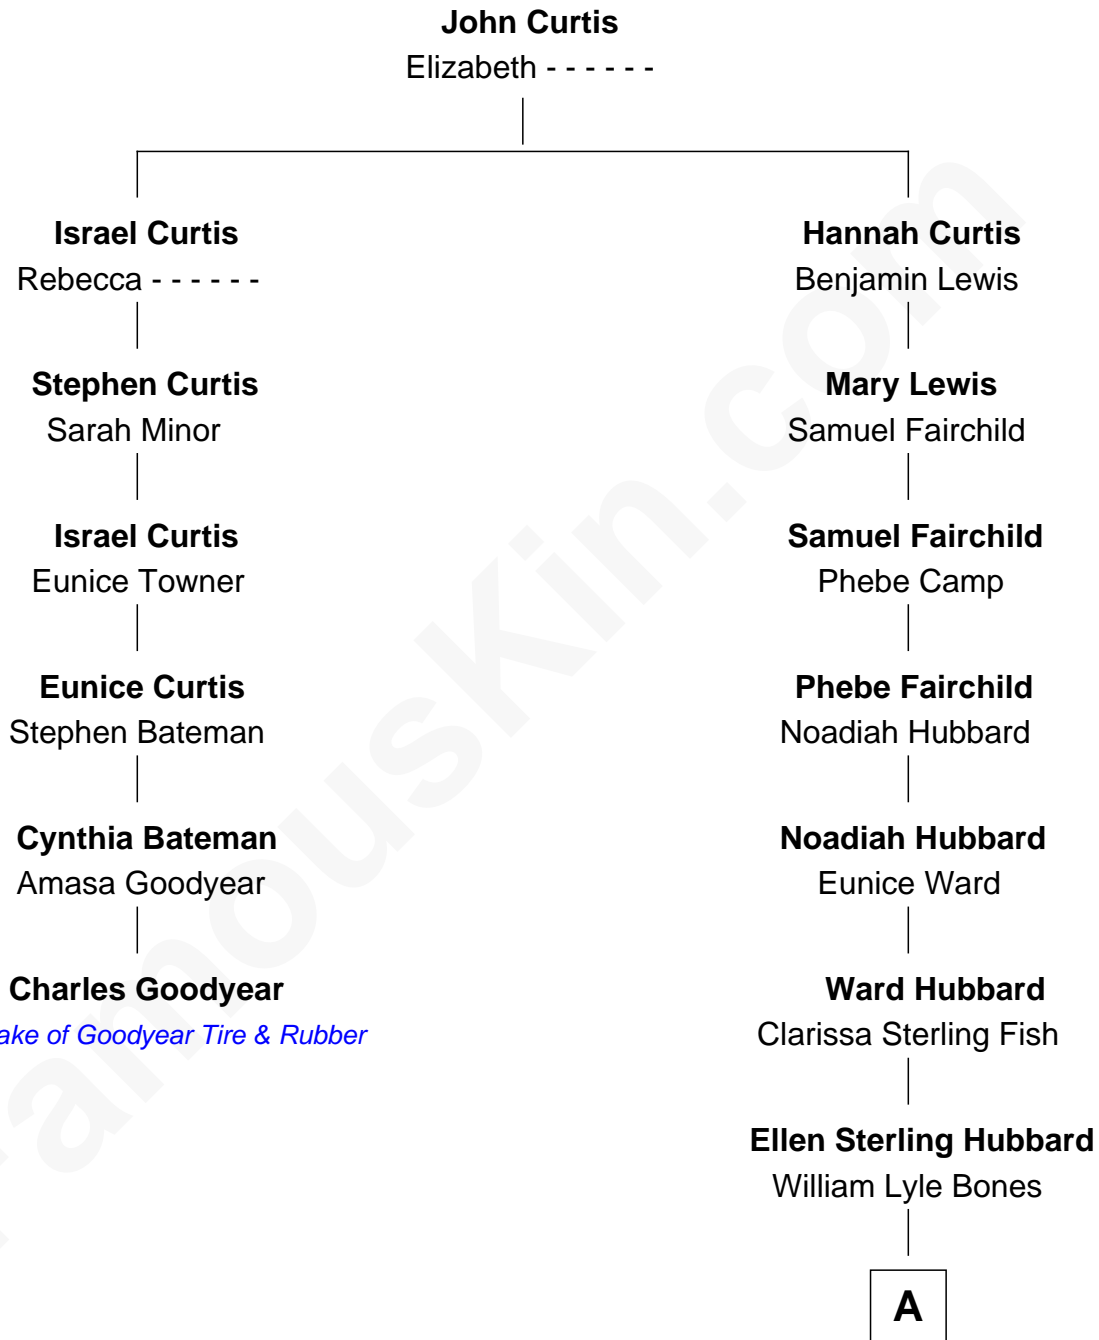 John Curtis
Elizabeth - - - - - -
Israel Curtis
Rebecca - - - - - -
Hannah Curtis
Benjamin Lewis
Stephen Curtis
Sarah Minor
Mary Lewis
Samuel Fairchild
Israel Curtis
Eunice Towner
Samuel Fairchild
Phebe Camp
Eunice Curtis
Stephen Bateman
Phebe Fairchild
Noadiah Hubbard
Cynthia Bateman
Amasa Goodyear
Noadiah Hubbard
Eunice Ward
Charles Goodyear
of Goodyear Tire & Rubber
Ward Hubbard
Clarissa Sterling Fish
Ellen Sterling Hubbard
William Lyle Bones
A
FamousKin.com